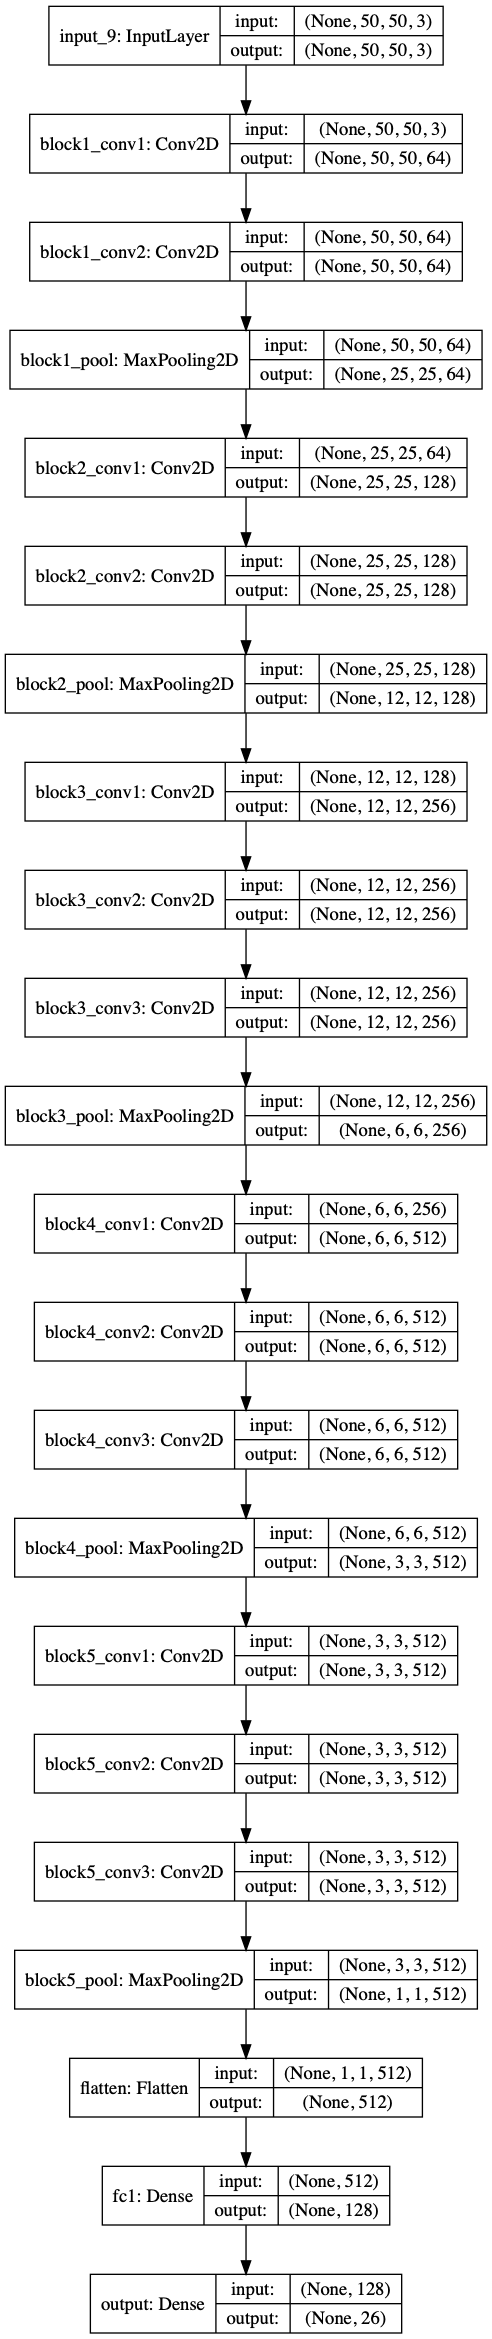 input_9: InputLayer
input: (None, 50, 50, 3)
output: (None, 50, 50, 3)
block1_conv1: Conv2D
input: (None, 50, 50, 3)
output: (None, 50, 50, 64)
block1_conv2: Conv2D
input: (None, 50, 50, 64)
output: (None, 50, 50, 64)
block1_pool: MaxPooling2D
input: (None, 50, 50, 64)
output: (None, 25, 25, 64)
block2_conv1: Conv2D
input: (None, 25, 25, 64)
output: (None, 25, 25, 128)
block2_conv2: Conv2D
input: (None, 25, 25, 128)
output: (None, 25, 25, 128)
block2_pool: MaxPooling2D
input: (None, 25, 25, 128)
output: (None, 12, 12, 128)
block3_conv1: Conv2D
input: (None, 12, 12, 128)
output: (None, 12, 12, 256)
block3_conv2: Conv2D
input: (None, 12, 12, 256)
output: (None, 12, 12, 256)
block3_conv3: Conv2D
input: (None, 12, 12, 256)
output: (None, 12, 12, 256)
block3_pool: MaxPooling2D
input: (None, 12, 12, 256)
output: (None, 6, 6, 256)
block4_conv1: Conv2D
input: (None, 6, 6, 256)
output: (None, 6, 6, 512)
block4_conv2: Conv2D
input: (None, 6, 6, 512)
output: (None, 6, 6, 512)
block4_conv3: Conv2D
input: (None, 6, 6, 512)
output: (None, 6, 6, 512)
block4_pool: MaxPooling2D
input: (None, 6, 6, 512)
output: (None, 3, 3, 512)
block5_conv1: Conv2D
input: (None, 3, 3, 512)
output: (None, 3, 3, 512)
block5_conv2: Conv2D
input: (None, 3, 3, 512)
output: (None, 3, 3, 512)
block5_conv3: Conv2D
input: (None, 3, 3, 512)
output: (None, 3, 3, 512)
block5_pool: MaxPooling2D
input: (None, 3, 3, 512)
output: (None, 1, 1, 512)
flatten: Flatten
input: (None, 1, 1, 512)
output: (None, 512)
fc1: Dense
input: (None, 512)
output: (None, 128)
output: Dense
input: (None, 128)
output: (None, 26)